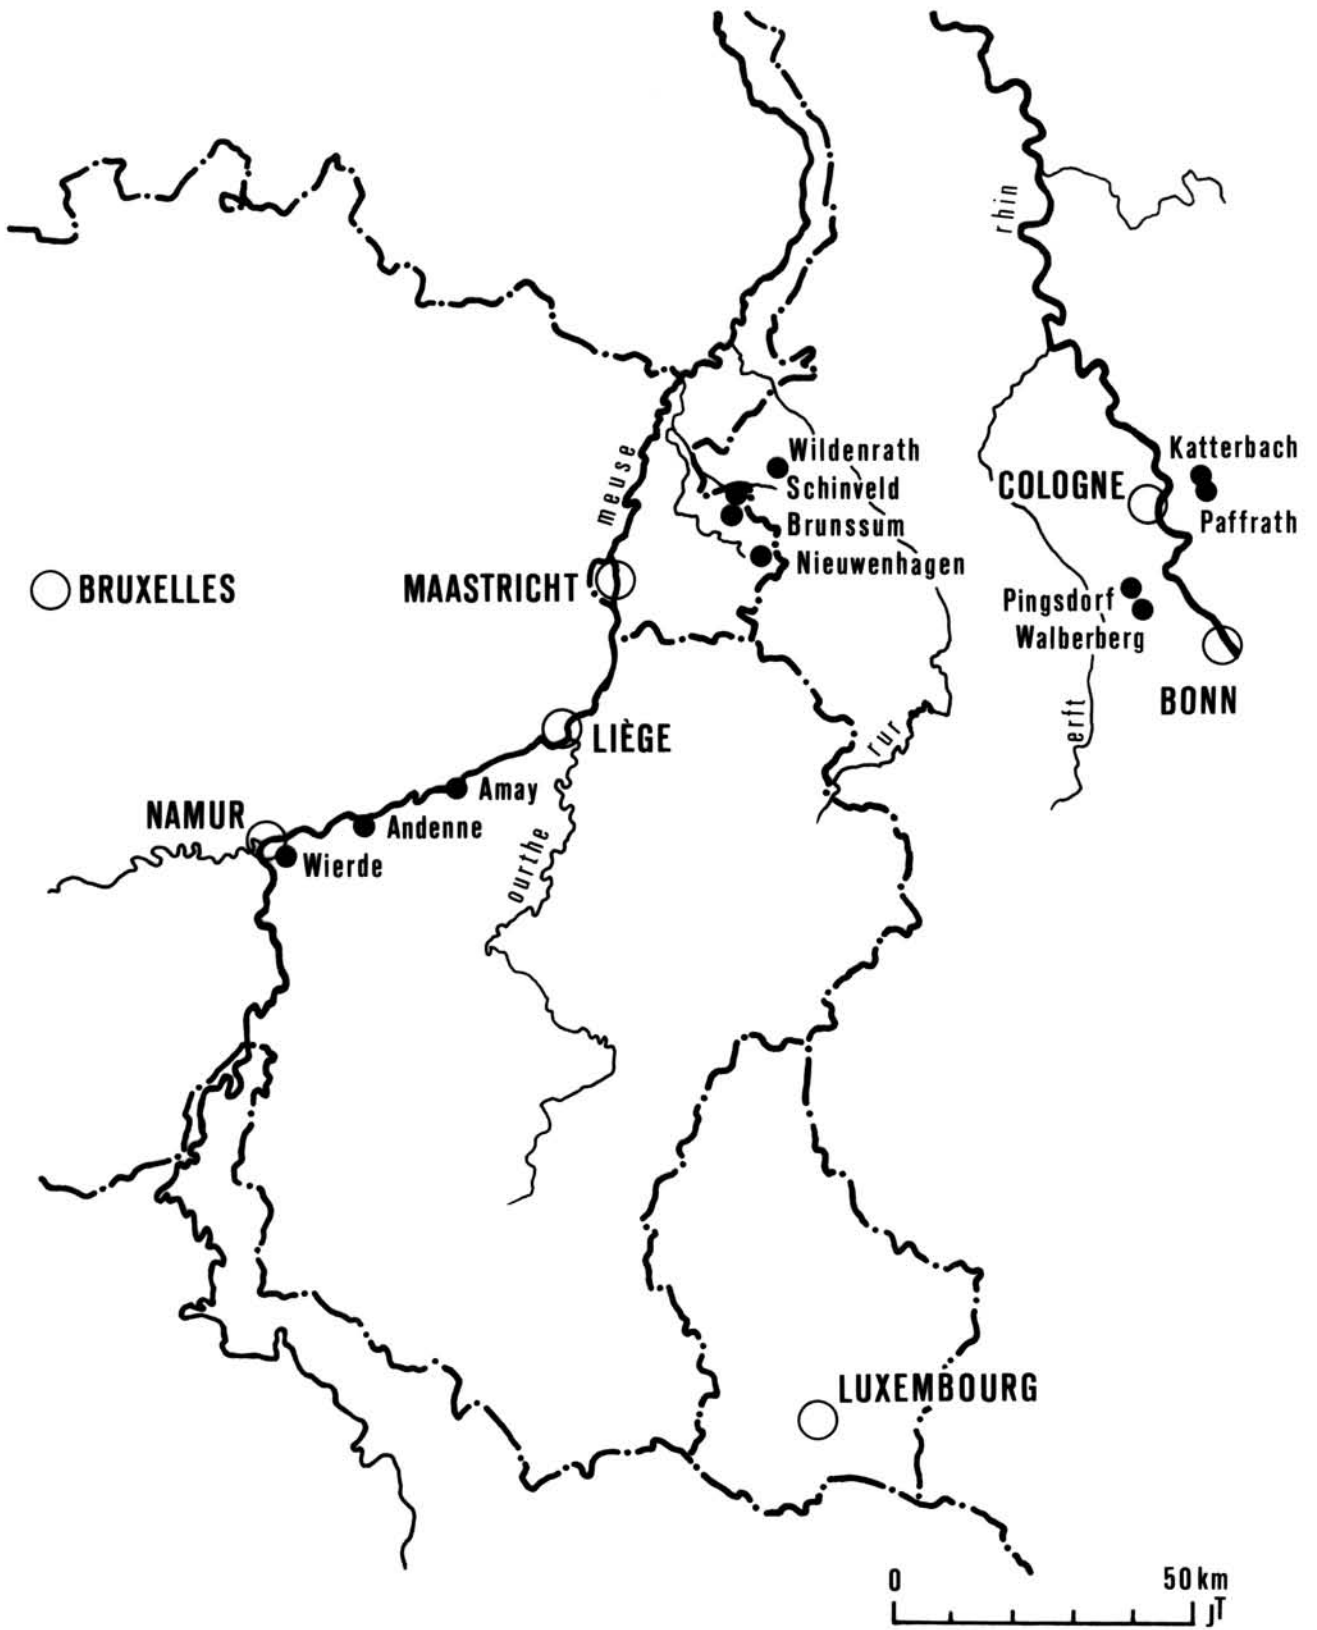 rhin
Wildenrath
Katterbach
meuse
Schinveld
COLOGNE
Brunssum
Paffrath
Nieuwenhagen
BRUXELLES
MAASTRICHT
Pingsdorf
Walberberg
BONN
erft
LIÈGE
rur
Amay
NAMUR
Andenne
ourthe
Wierde
LUXEMBOURG
0 50 km
JT